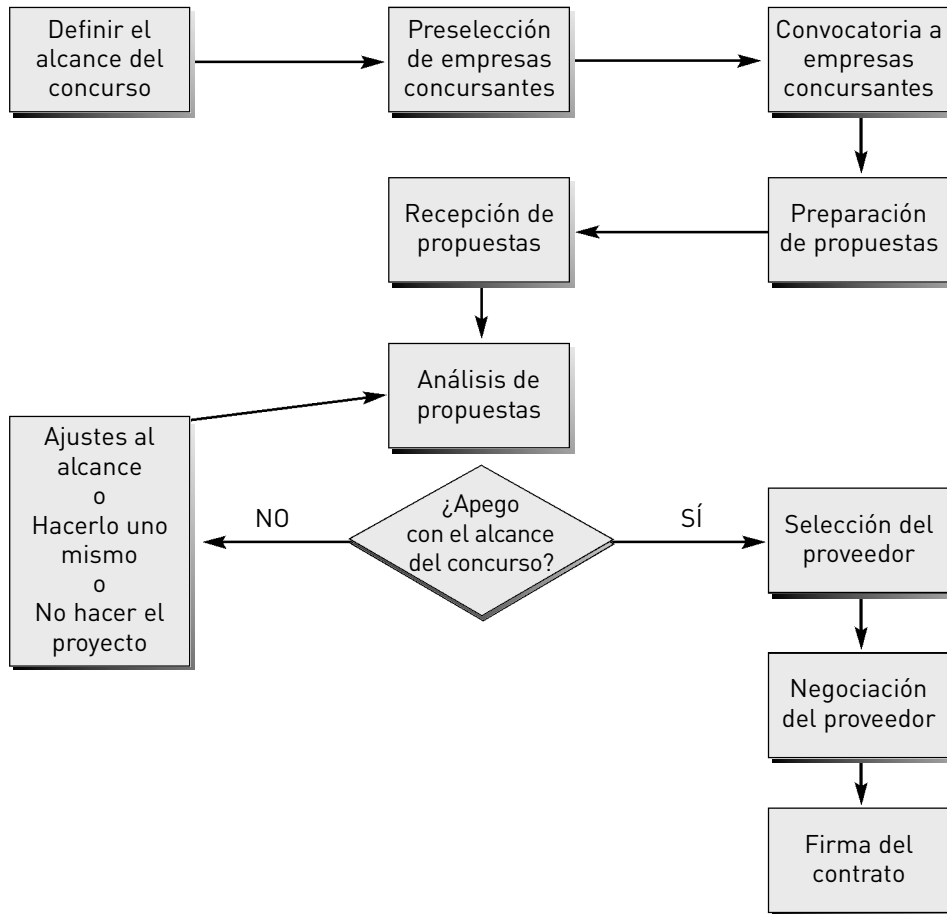 Definir el
alcance del
concurso
Preselección
de empresas
concursantes
Convocatoria a
empresas
concursantes
Preparación
de propuestas
Recepción de
propuestas
Análisis de
propuestas
¿Apego
con el alcance
del concurso?
NO
Ajustes al
alcance
o
Hacerlo uno
mismo
o
No hacer el
proyecto
SÍ
Selección del
proveedor
Negociación
del proveedor
Firma del
contrato